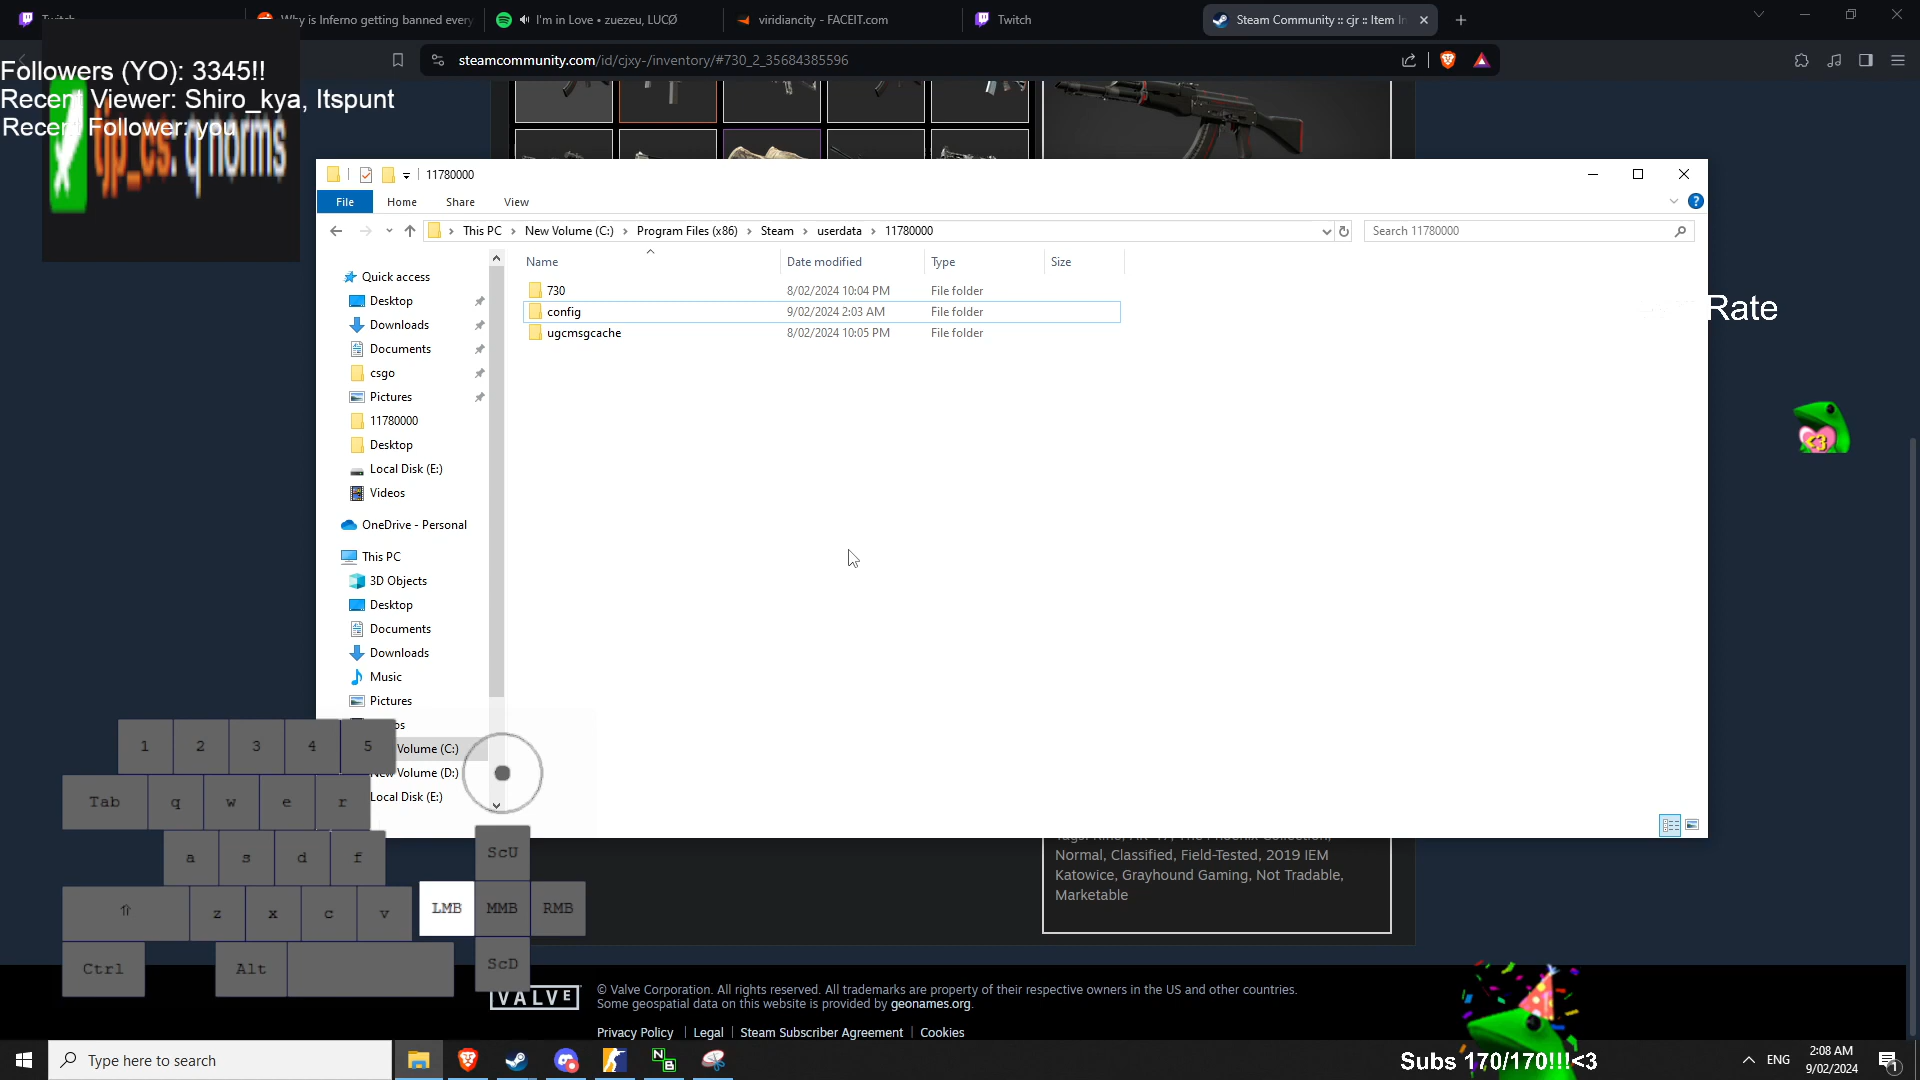 Twitch
Why is Inferno getting banned every
I'm in Love • zuezeu, LUCØ
viridiancity - FACEIT.com
Twitch
Steam Community :: cjr :: Item In
steamcommunity.com/id/cjxy-/inventory/#730_2_35684385596
Followers (YO): 3345!!
Recent Viewer: Shiro_kya, Itspunt
Recent Follower: you
tjp_cs: q norms
11780000
File
Home
Share
View
This PC > New Volume (C:) > Program Files (x86) > Steam > userdata > 11780000
Search 11780000
Name
Date modified
Type
Size
730
8/02/2024 10:04 PM
File folder
config
9/02/2024 2:03 AM
File folder
ugcmsgcache
8/02/2024 10:05 PM
File folder
Quick access
Desktop
Downloads
Documents
csgo
Pictures
11780000
Desktop
Local Disk (E:)
Videos
OneDrive - Personal
This PC
3D Objects
Desktop
Documents
Downloads
Music
Pictures
Volume (C:)
New Volume (D:)
Local Disk (E:)
Rate
<3
1 2 3 4 5
Tab q w e r
a s d f
⇑ z x c v
Ctrl Alt
ScU
LMB MMB RMB
ScD
Normal, Classified, Field-Tested, 2019 IEM
Katowice, Grayhound Gaming, Not Tradable,
Marketable
VALVE
© Valve Corporation. All rights reserved. All trademarks are property of their respective owners in the US and other countries.
Some geospatial data on this website is provided by geonames.org.
Privacy Policy | Legal | Steam Subscriber Agreement | Cookies
Type here to search
N
B
Subs 170/170!!!<3
ENG
2:08 AM
9/02/2024
1